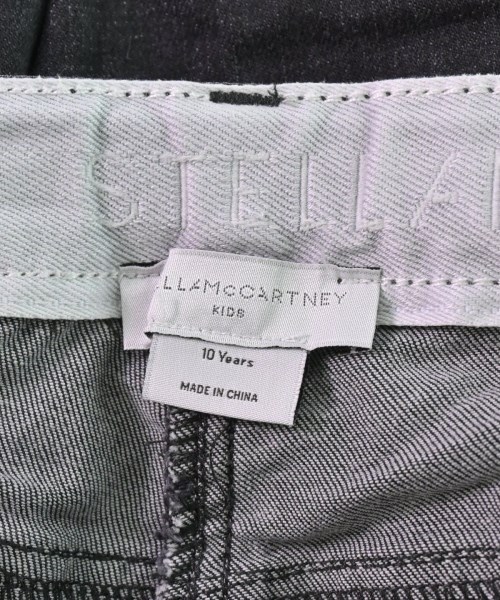 STELLA
LLAMCCARTNEY
KIDS
10 Years
MADE IN CHINA